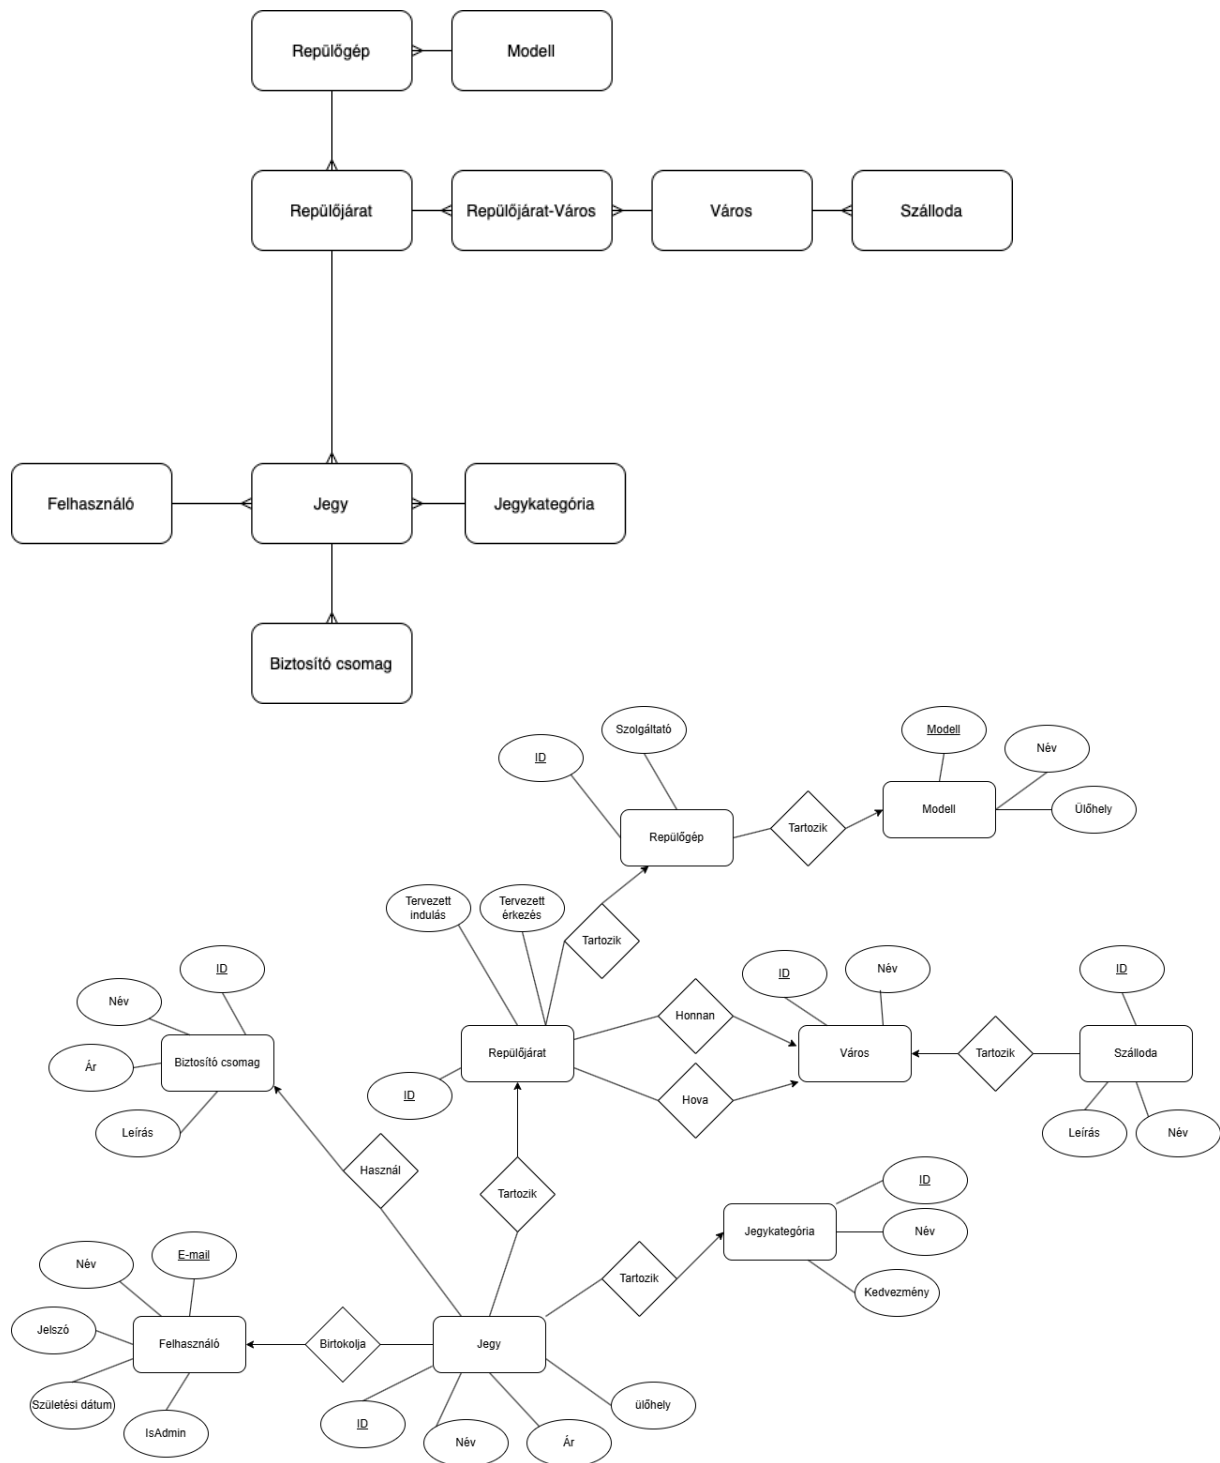 Repülőgép
Modell
Repülőjárat
Repülőjárat-Város
Város
Szálloda
Felhasználó
Jegy
Jegykategória
Biztosító csomag
Szolgáltató
Modell
ID
Név
Ülőhely
Modell
Tartozik
Repülőgép
Tervezett
indulás
Tervezett
érkezés
Tartozik
ID
Név
ID
ID
Név
Honnan
Ár
Biztosító csomag
Repülőjárat
Város
Tartozik
Szálloda
ID
Hova
Leírás
Leírás
Név
Használ
Tartozik
ID
Jegykategória
Név
Név
E-mail
Tartozik
Kedvezmény
Jelszó
Felhasználó
Birtokolja
Jegy
Születési dátum
ülőhely
IsAdmin
ID
Név
Ár